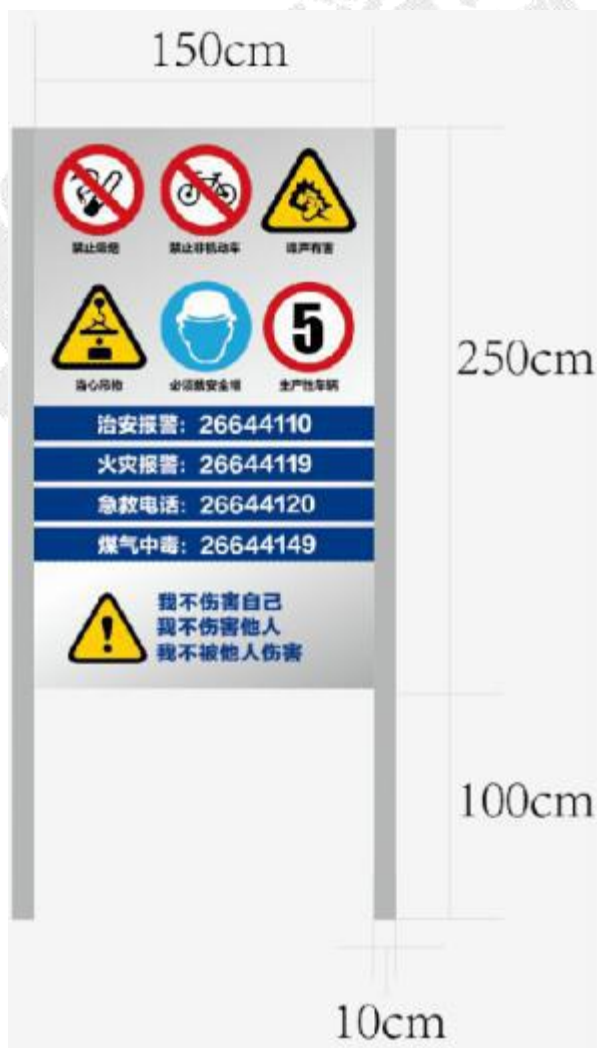 150cm
禁止吸烟 禁止非机动车 噪声有害
5
当心吊物 必须戴安全帽 生产性车辆
250cm
治安报警：26644110
火灾报警：26644119
急救电话：26644120
煤气中毒：26644149
我不伤害自己
我不伤害他人
我不被他人伤害
100cm
10cm